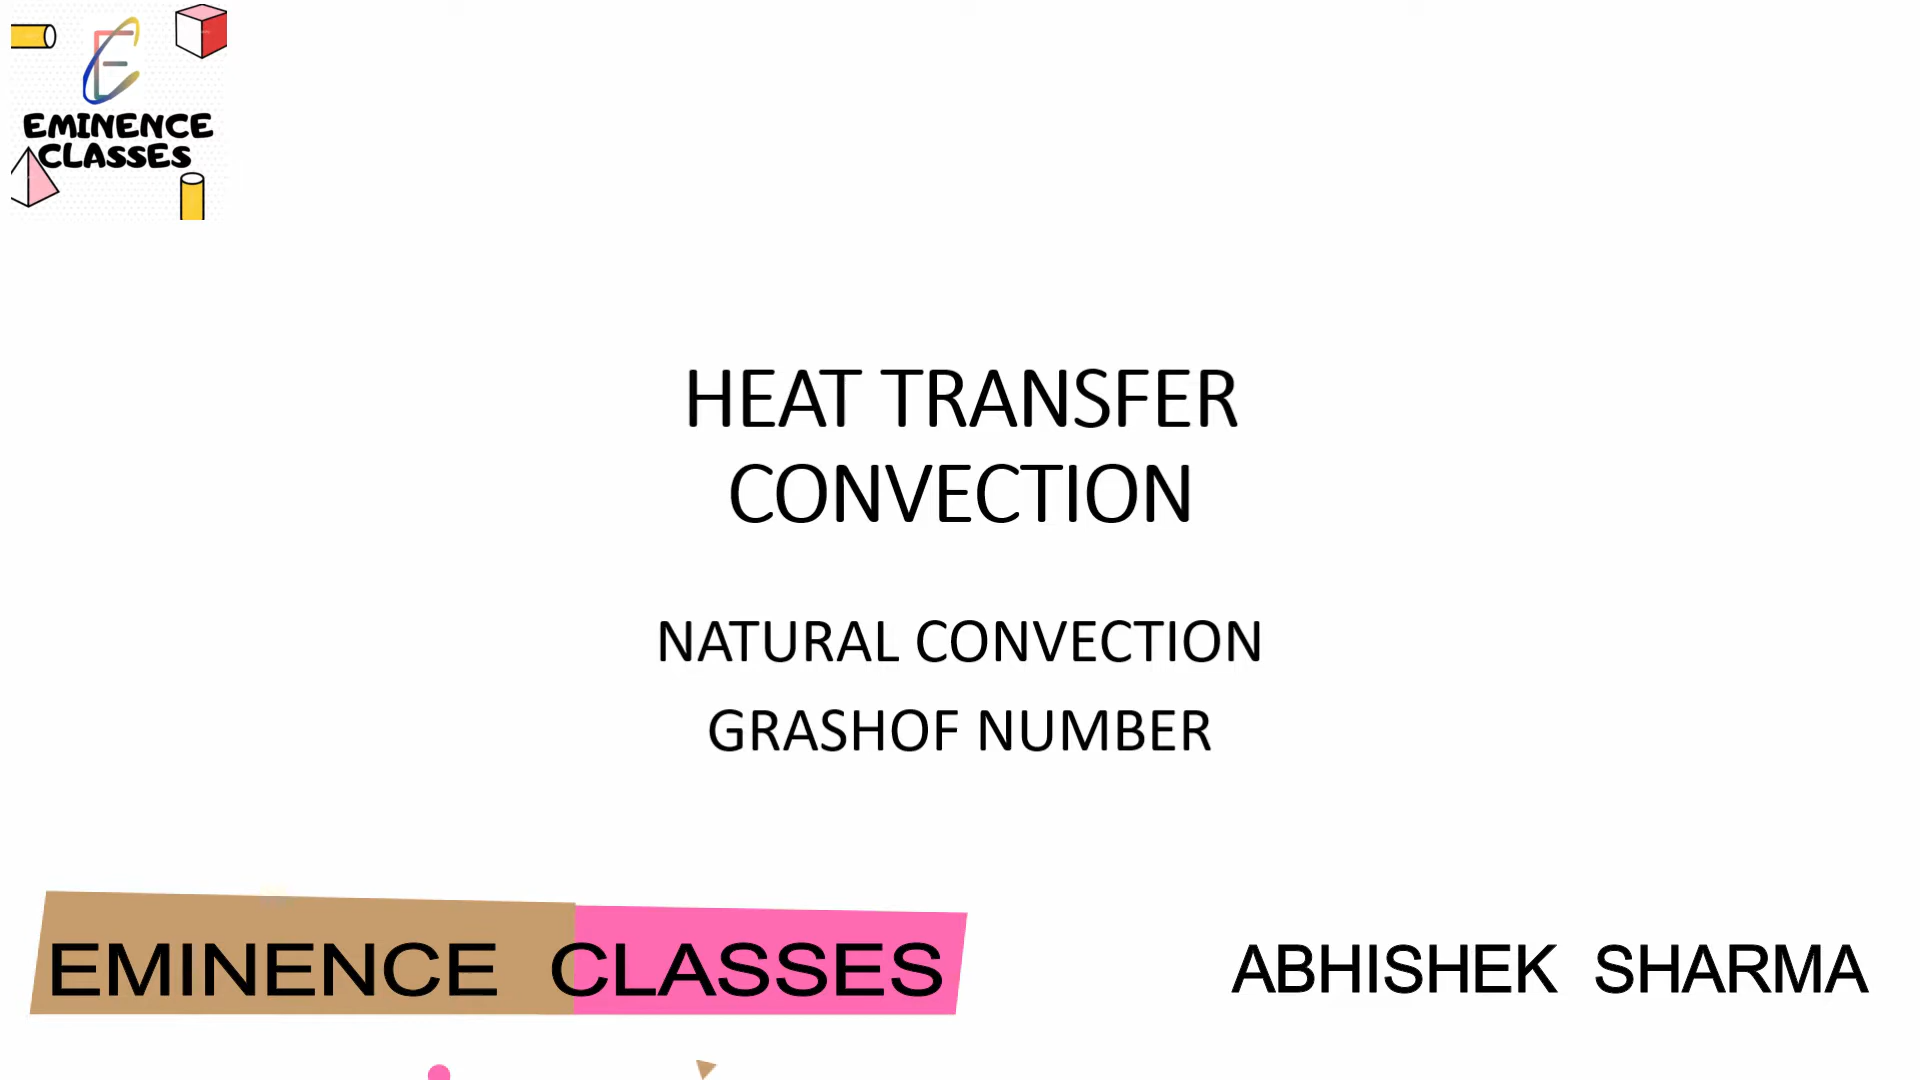 E
EMINENCE
CLASSES
HEAT TRANSFER
CONVECTION
NATURAL CONVECTION
GRASHOF NUMBER
EMINENCE CLASSES
ABHISHEK SHARMA